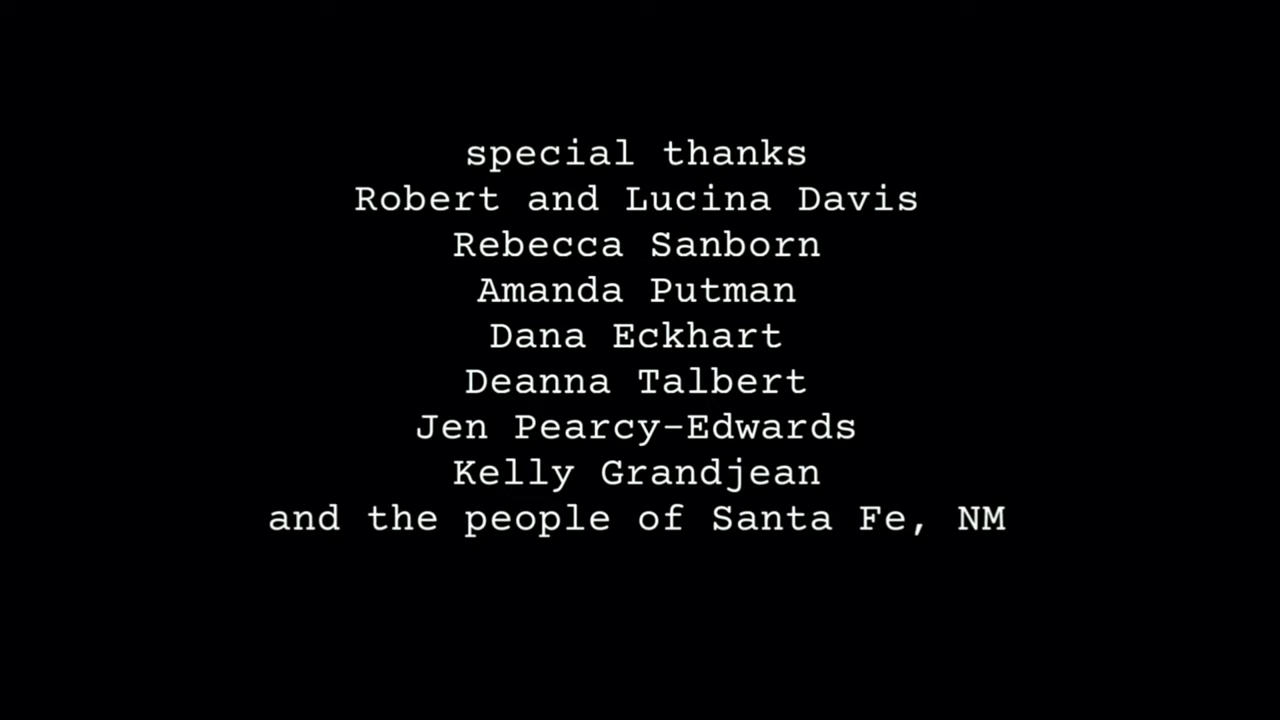 special thanks
Robert and Lucina Davis
Rebecca Sanborn
Amanda Putman
Dana Eckhart
Deanna Talbert
Jen Pearcy-Edwards
Kelly Grandjean
and the people of Santa Fe, NM